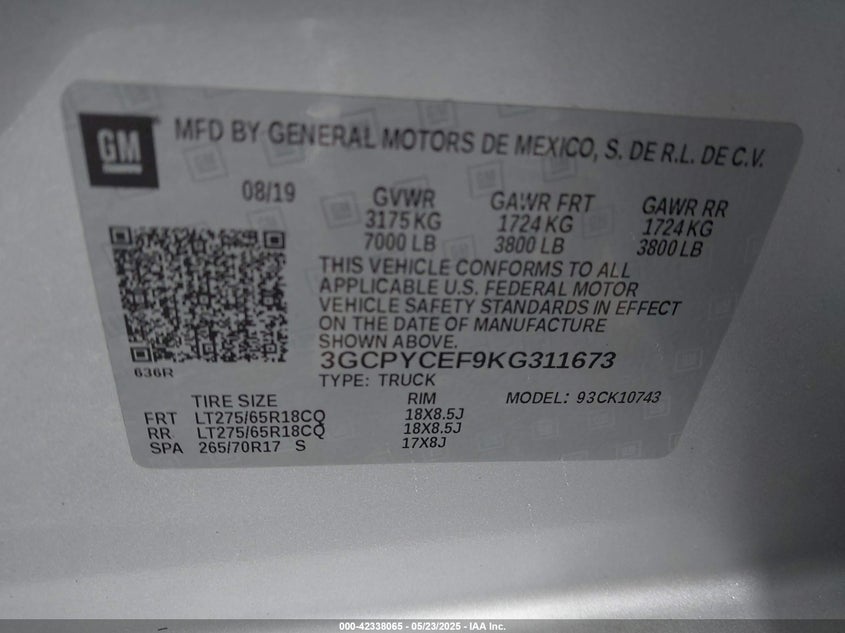 GM
MFD BY GENERAL MOTORS DE MEXICO, S. DE R.L. DE C.V.
08/19 GVWR GAWR FRT GAWR RR
3175 KG 1724 KG 1724 KG
7000 LB 3800 LB 3800 LB
THIS VEHICLE CONFORMS TO ALL
APPLICABLE U.S. FEDERAL MOTOR
VEHICLE SAFETY STANDARDS IN EFFECT
ON THE DATE OF MANUFACTURE
SHOWN ABOVE.
3GCPYCEF9KG311673
636R
TYPE: TRUCK
TIRE SIZE RIM MODEL: 93CK10743
FRT LT275/65R18CQ 18X8.5J
RR LT275/65R18CQ 18X8.5J
SPA 265/70R17 S 17X8J
000-42338065 - 05/23/2025 - IAA Inc.